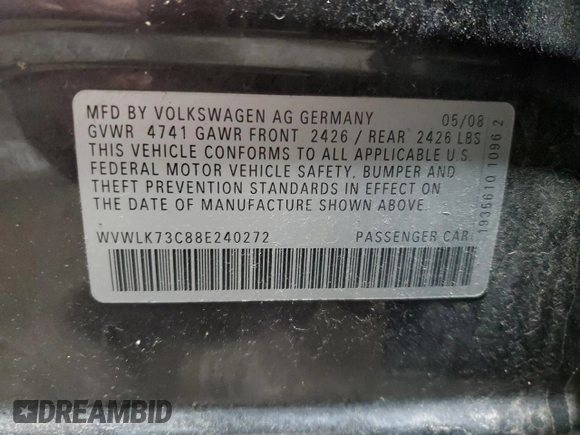 MFD BY VOLKSWAGEN AG GERMANY 05/08
GVWR 4741 GAWR FRONT 2426 / REAR 2426 LBS
THIS VEHICLE CONFORMS TO ALL APPLICABLE U.S.
FEDERAL MOTOR VEHICLE SAFETY, BUMPER AND
THEFT PREVENTION STANDARDS IN EFFECT ON
THE DATE OF MANUFACTURE SHOWN ABOVE.
WVWLK73C88E240272 PASSENGER CAR
1935610 1096 2
DREAMBID